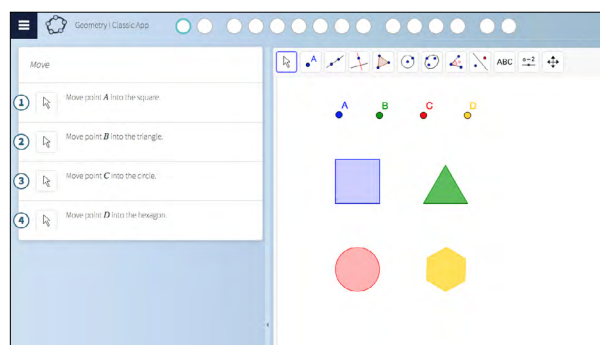 Geometry | Classic App
Move
1 Move point A into the square.
2 Move point B into the triangle.
3 Move point C into the circle.
4 Move point D into the hexagon.
A
ABC
a=2
A B C D